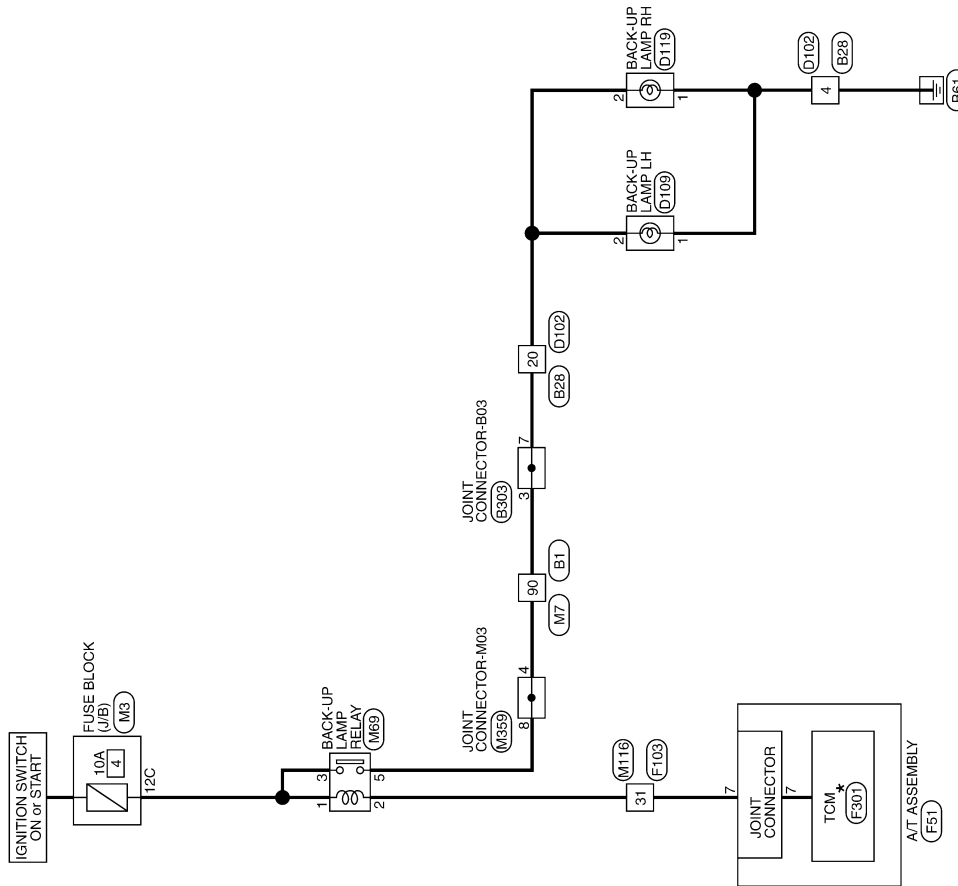 IGNITION SWITCH
ON or START
FUSE BLOCK
(J/B)
M3
10A
4
12C
BACK-UP
LAMP
RELAY
M69
1
3
2
5
JOINT
CONNECTOR-M03
M359
8
4
M7
90
B1
JOINT
CONNECTOR-B03
B303
3
7
B28
20
D102
BACK-UP
LAMP LH
D109
2
1
BACK-UP
LAMP RH
D119
2
1
D102
4
B28
B61
M116
31
F103
7
JOINT
CONNECTOR
7
TCM*
F301
A/T ASSEMBLY
F51